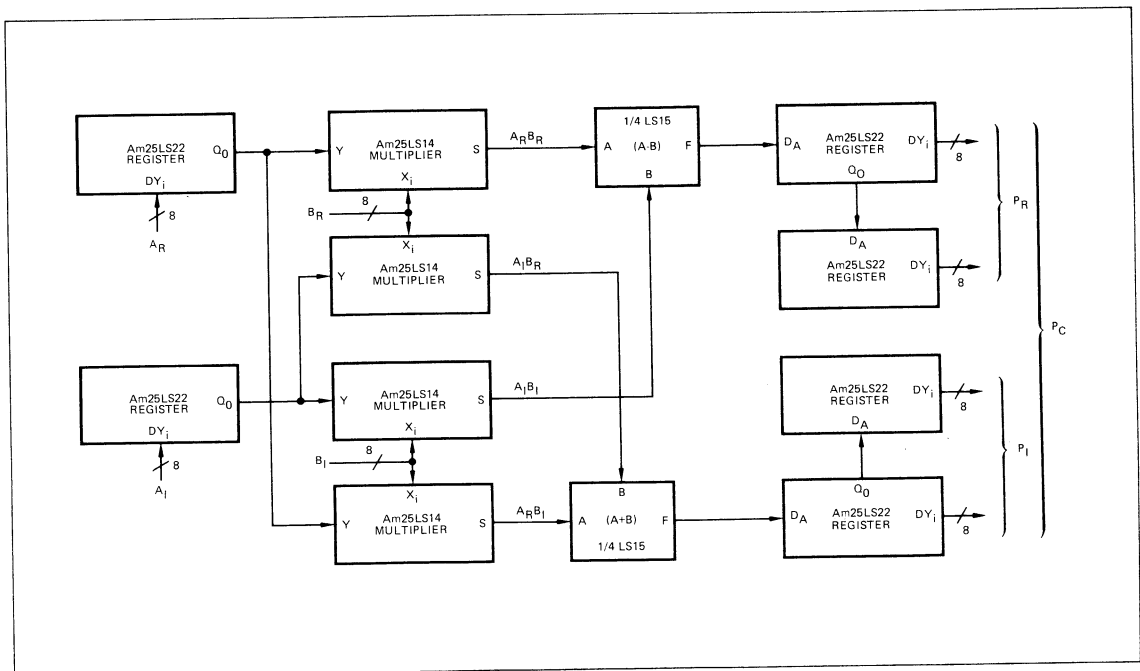 Am25LS22
REGISTER
Q0
DYi
8
AR
Y
Am25LS14
MULTIPLIER
S
Xi
ARBR
BR
8
Xi
Y
Am25LS14
MULTIPLIER
S
AIBR
1/4 LS15
A
(A-B)
F
B
DA
Am25LS22
REGISTER
DYi
8
QO
DA
Am25LS22
REGISTER
DYi
8
PR
PC
Am25LS22
REGISTER
Q0
DYi
8
AI
Y
Am25LS14
MULTIPLIER
S
Xi
AIBI
BI
8
Xi
Y
Am25LS14
MULTIPLIER
S
ARBI
B
A
(A+B)
F
1/4 LS15
Am25LS22
REGISTER
DYi
8
DA
Q0
DA
Am25LS22
REGISTER
DYi
8
PI